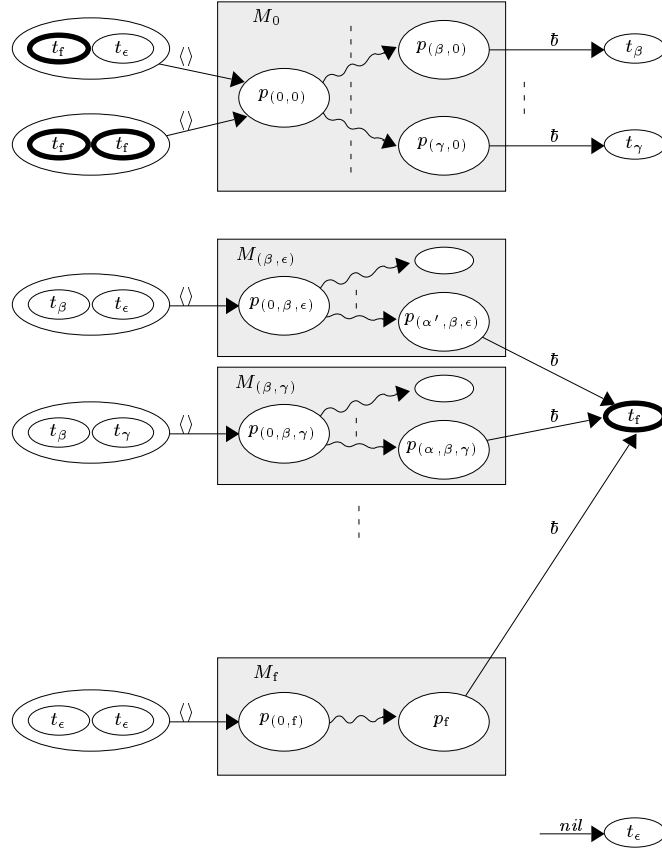 M₀
t_f t_ϵ ⟨⟩ p_(0,0) p_(β,0) ƀ t_β
t_f t_f ⟨⟩ p_(γ,0) ƀ t_γ
M_(β,ϵ)
t_β t_ϵ ⟨⟩ p_(0,β,ϵ) p_(α′,β,ϵ) ƀ
M_(β,γ)
t_β t_γ ⟨⟩ p_(0,β,γ) p_(α,β,γ) ƀ t_f
ƀ
M_f
t_ϵ t_ϵ ⟨⟩ p_(0,f) p_f
nil t_ϵ